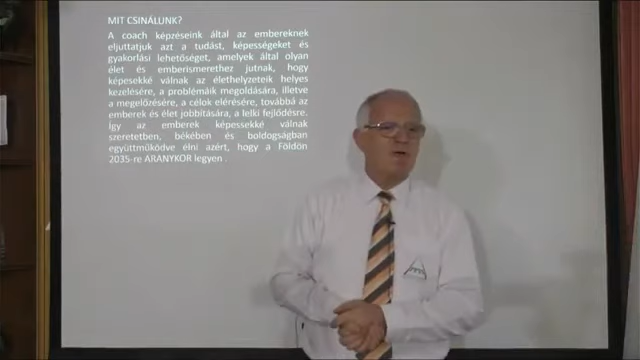 MIT CSINÁLUNK?
A coach képzéseink által az embereknek
eljuttatjuk azt a tudást, képességeket és
gyakorlási lehetőséget, amelyek által olyan
élet és emberismerethez jutnak, hogy
képesekké válnak az élethelyzeteik helyes
kezelésére, a problémáik megoldására, illetve
a megelőzésére, a célok elérésére, továbbá az
emberek és élet jobbítására, a lelki fejlődésre.
Így az emberek képessekké válnak
szeretetben, békében és boldogságban
együttműködve élni azért, hogy a Földön
2035-re ARANYKOR legyen .